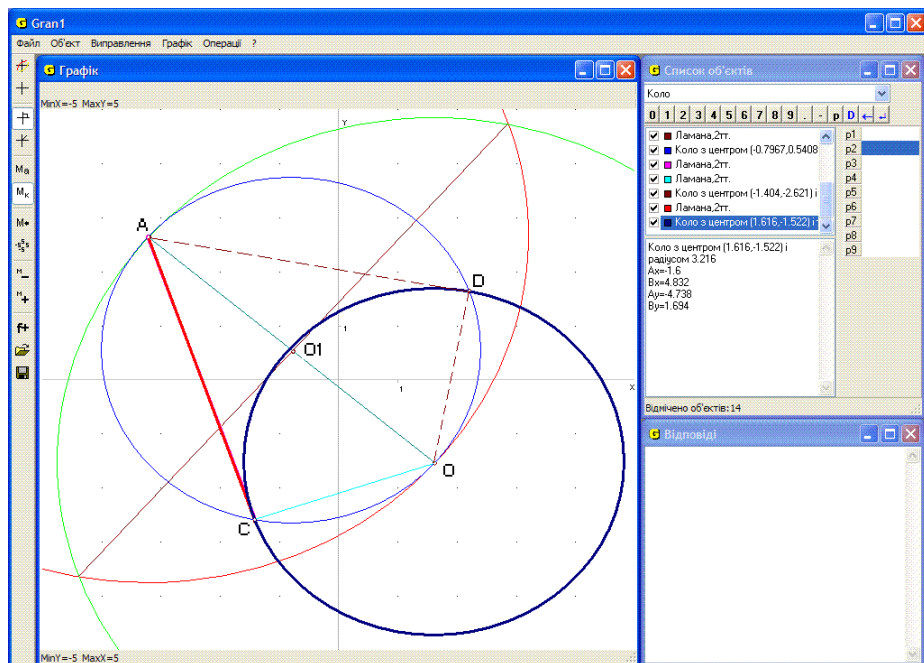 Gran1
Файл Об'єкт Виправлення Графік Операції ?
Графік
MinX=-5 MaxY=5
Y
A
D
1
O1
X
1
O
C
MinY=-5 MaxX=5
Список об'єктів
Коло
0 1 2 3 4 5 6 7 8 9 . - p D ← ↵
Ламана,2тт.
Коло з центром (-0.7967,0.5408
Ламана,2тт.
Ламана,2тт.
Коло з центром (-1.404,-2.621) і
Ламана,2тт.
Коло з центром (1.616,-1.522) і
p1
p2
p3
p4
p5
p6
p7
p8
p9
Коло з центром (1.616,-1.522) і
радіусом 3.216
Ax=-1.6
Bx=4.832
Ay=-4.738
By=1.694
Відмічено об'єктів:14
Відповіді